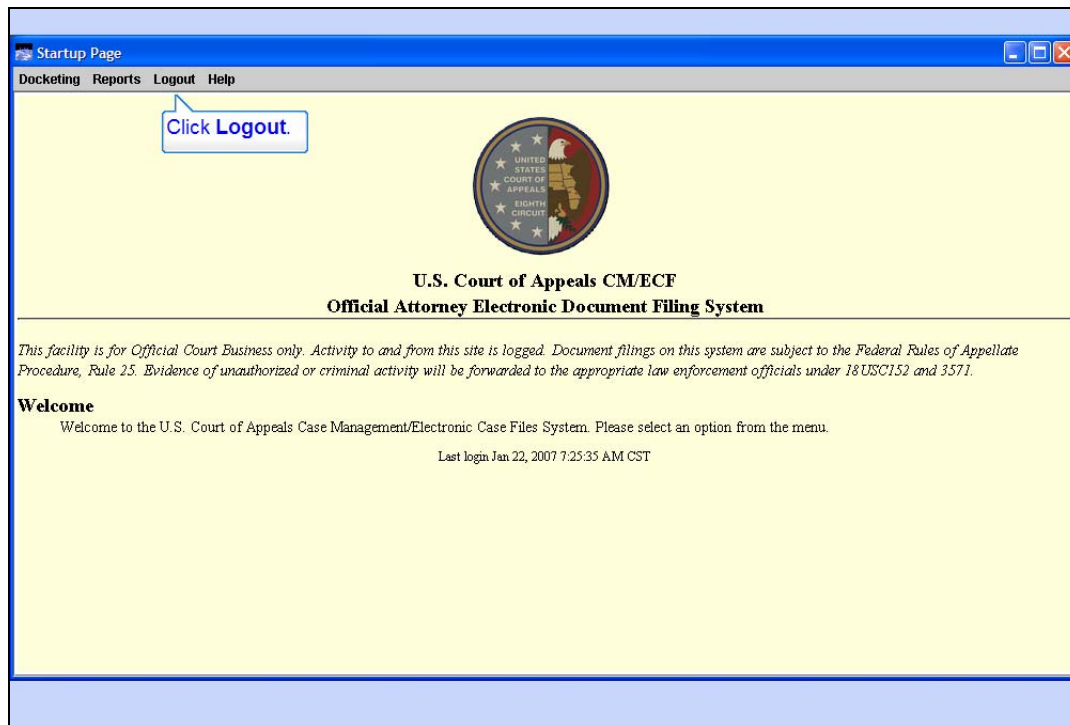 Startup Page
Docketing Reports Logout Help
Click Logout.
UNITED
STATES
COURT OF
APPEALS
EIGHTH
CIRCUIT
U.S. Court of Appeals CM/ECF
Official Attorney Electronic Document Filing System
This facility is for Official Court Business only. Activity to and from this site is logged. Document filings on this system are subject to the Federal Rules of Appellate
Procedure, Rule 25. Evidence of unauthorized or criminal activity will be forwarded to the appropriate law enforcement officials under 18USC152 and 3571.
Welcome
Welcome to the U.S. Court of Appeals Case Management/Electronic Case Files System. Please select an option from the menu.
Last login Jan 22, 2007 7:25:35 AM CST